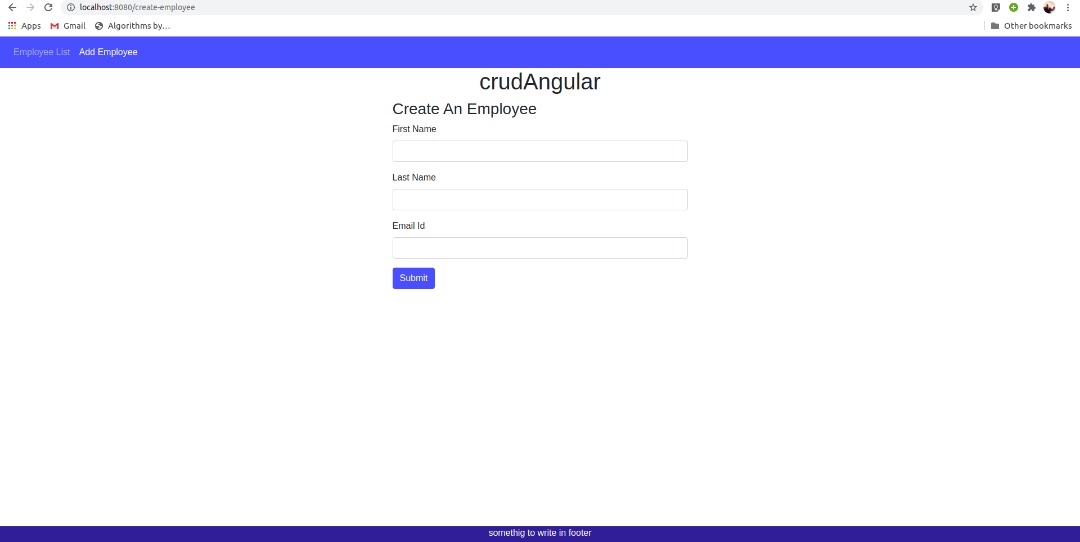 localhost:8080/create-employee
Apps Gmail Algorithms by... Other bookmarks
Employee List Add Employee
crudAngular
Create An Employee
First Name
Last Name
Email Id
Submit
somethig to write in footer